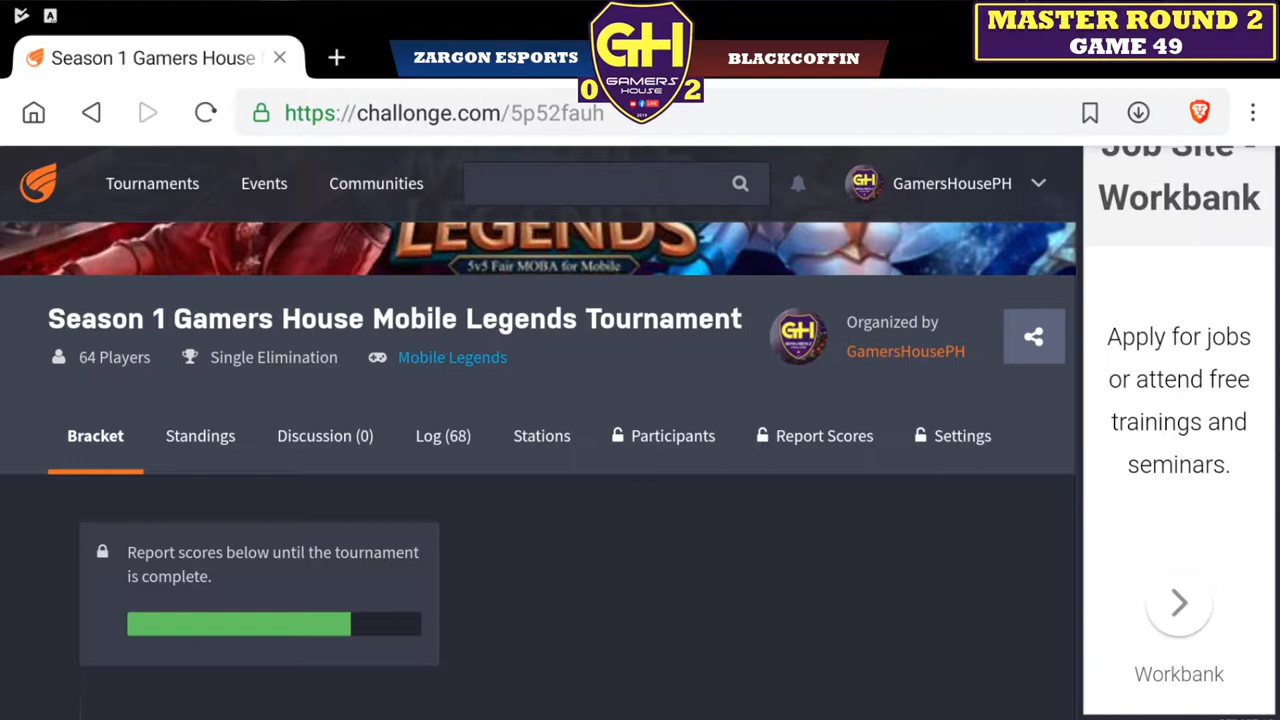 MASTER ROUND 2
GAME 49
Season 1 Gamers House
ZARGON ESPORTS
GH
GAMERS
HOUSE
2019
BLACKCOFFIN
0
2
https://challonge.com/5p52fauh
Tournaments
Events
Communities
GH
GamersHousePH
Job Site -
Workbank
LEGENDS
5v5 Fair MOBA for Mobile
Season 1 Gamers House Mobile Legends Tournament
64 Players
Single Elimination
Mobile Legends
GH
Organized by
GamersHousePH
Apply for jobs
or attend free
trainings and
seminars.
Bracket
Standings
Discussion (0)
Log (68)
Stations
Participants
Report Scores
Settings
Report scores below until the tournament
is complete.
Workbank